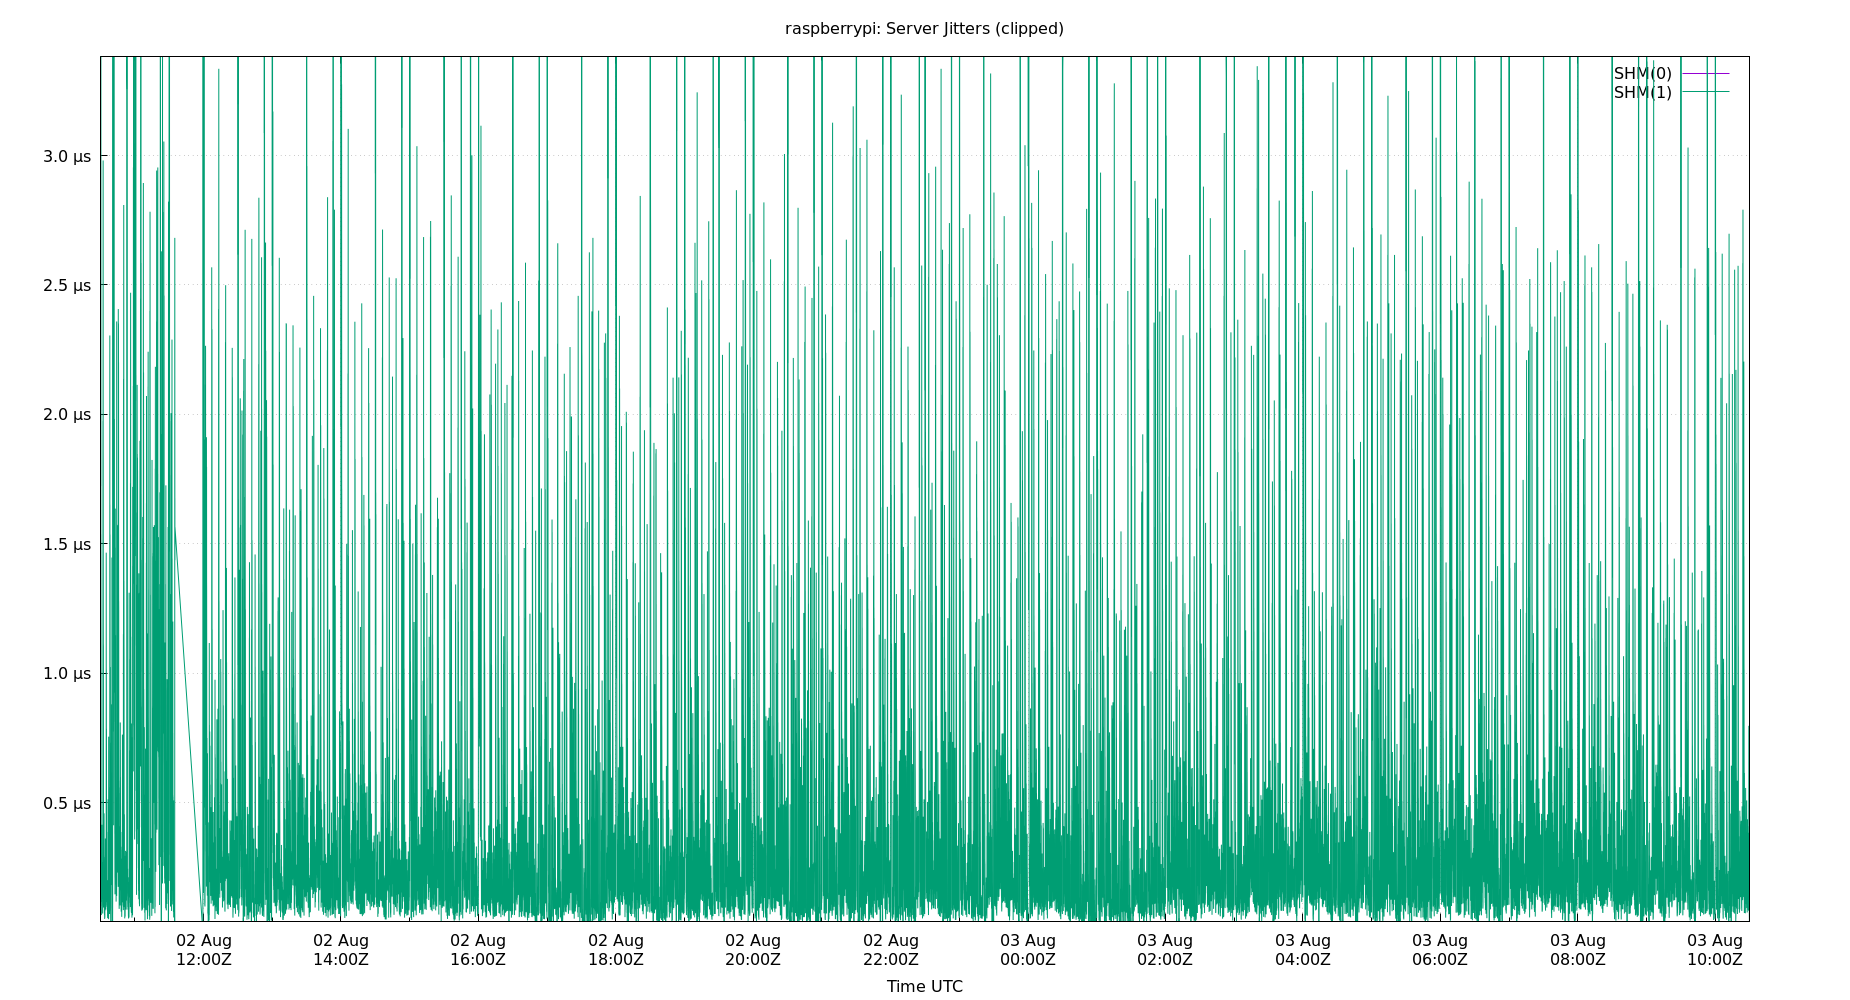 raspberrypi: Server Jitters (clipped)
SHM(0)
SHM(1)
3.0 µs
2.5 µs
2.0 µs
1.5 µs
1.0 µs
0.5 µs
02 Aug 02 Aug 02 Aug 02 Aug 02 Aug 02 Aug 03 Aug 03 Aug 03 Aug 03 Aug 03 Aug 03 Aug
12:00Z 14:00Z 16:00Z 18:00Z 20:00Z 22:00Z 00:00Z 02:00Z 04:00Z 06:00Z 08:00Z 10:00Z
Time UTC